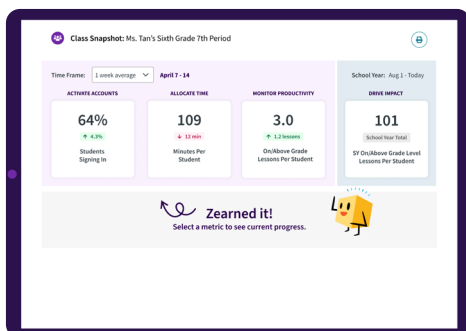 Class Snapshot: Ms. Tan's Sixth Grade 7th Period
Time Frame: 1 week average April 7 - 14
School Year: Aug 1 - Today
ACTIVATE ACCOUNTS
64%
↑ 4.3%
Students
Signing In
ALLOCATE TIME
109
↓ 12 min
Minutes Per
Student
MONITOR PRODUCTIVITY
3.0
↑ 1.2 lessons
On/Above Grade
Lessons Per Student
DRIVE IMPACT
101
School Year Total
SY On/Above Grade Level
Lessons Per Student
Zearned it!
Select a metric to see current progress.